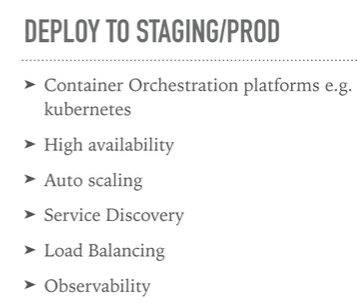 DEPLOY TO STAGING/PROD
➤ Container Orchestration platforms e.g.
kubernetes
➤ High availability
➤ Auto scaling
➤ Service Discovery
➤ Load Balancing
➤ Observability